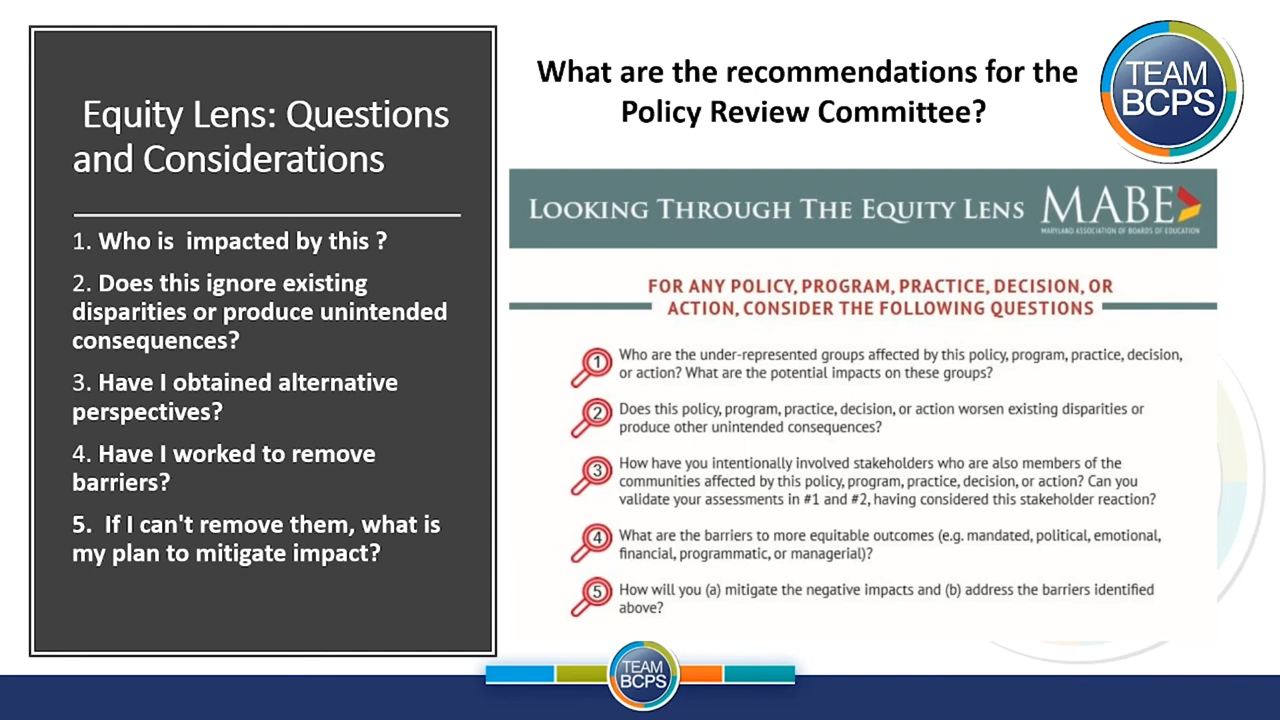 Equity Lens: Questions
and Considerations
1. Who is impacted by this ?
2. Does this ignore existing
disparities or produce unintended
consequences?
3. Have I obtained alternative
perspectives?
4. Have I worked to remove
barriers?
5. If I can't remove them, what is
my plan to mitigate impact?
What are the recommendations for the
Policy Review Committee?
TEAM
BCPS
LOOKING THROUGH THE EQUITY LENS
MABE
MARYLAND ASSOCIATION OF BOARDS OF EDUCATION
FOR ANY POLICY, PROGRAM, PRACTICE, DECISION, OR
ACTION, CONSIDER THE FOLLOWING QUESTIONS
1 Who are the under-represented groups affected by this policy, program, practice, decision,
or action? What are the potential impacts on these groups?
2 Does this policy, program, practice, decision, or action worsen existing disparities or
produce other unintended consequences?
3 How have you intentionally involved stakeholders who are also members of the
communities affected by this policy, program, practice, decision, or action? Can you
validate your assessments in #1 and #2, having considered this stakeholder reaction?
4 What are the barriers to more equitable outcomes (e.g. mandated, political, emotional,
financial, programmatic, or managerial)?
5 How will you (a) mitigate the negative impacts and (b) address the barriers identified
above?
TEAM
BCPS